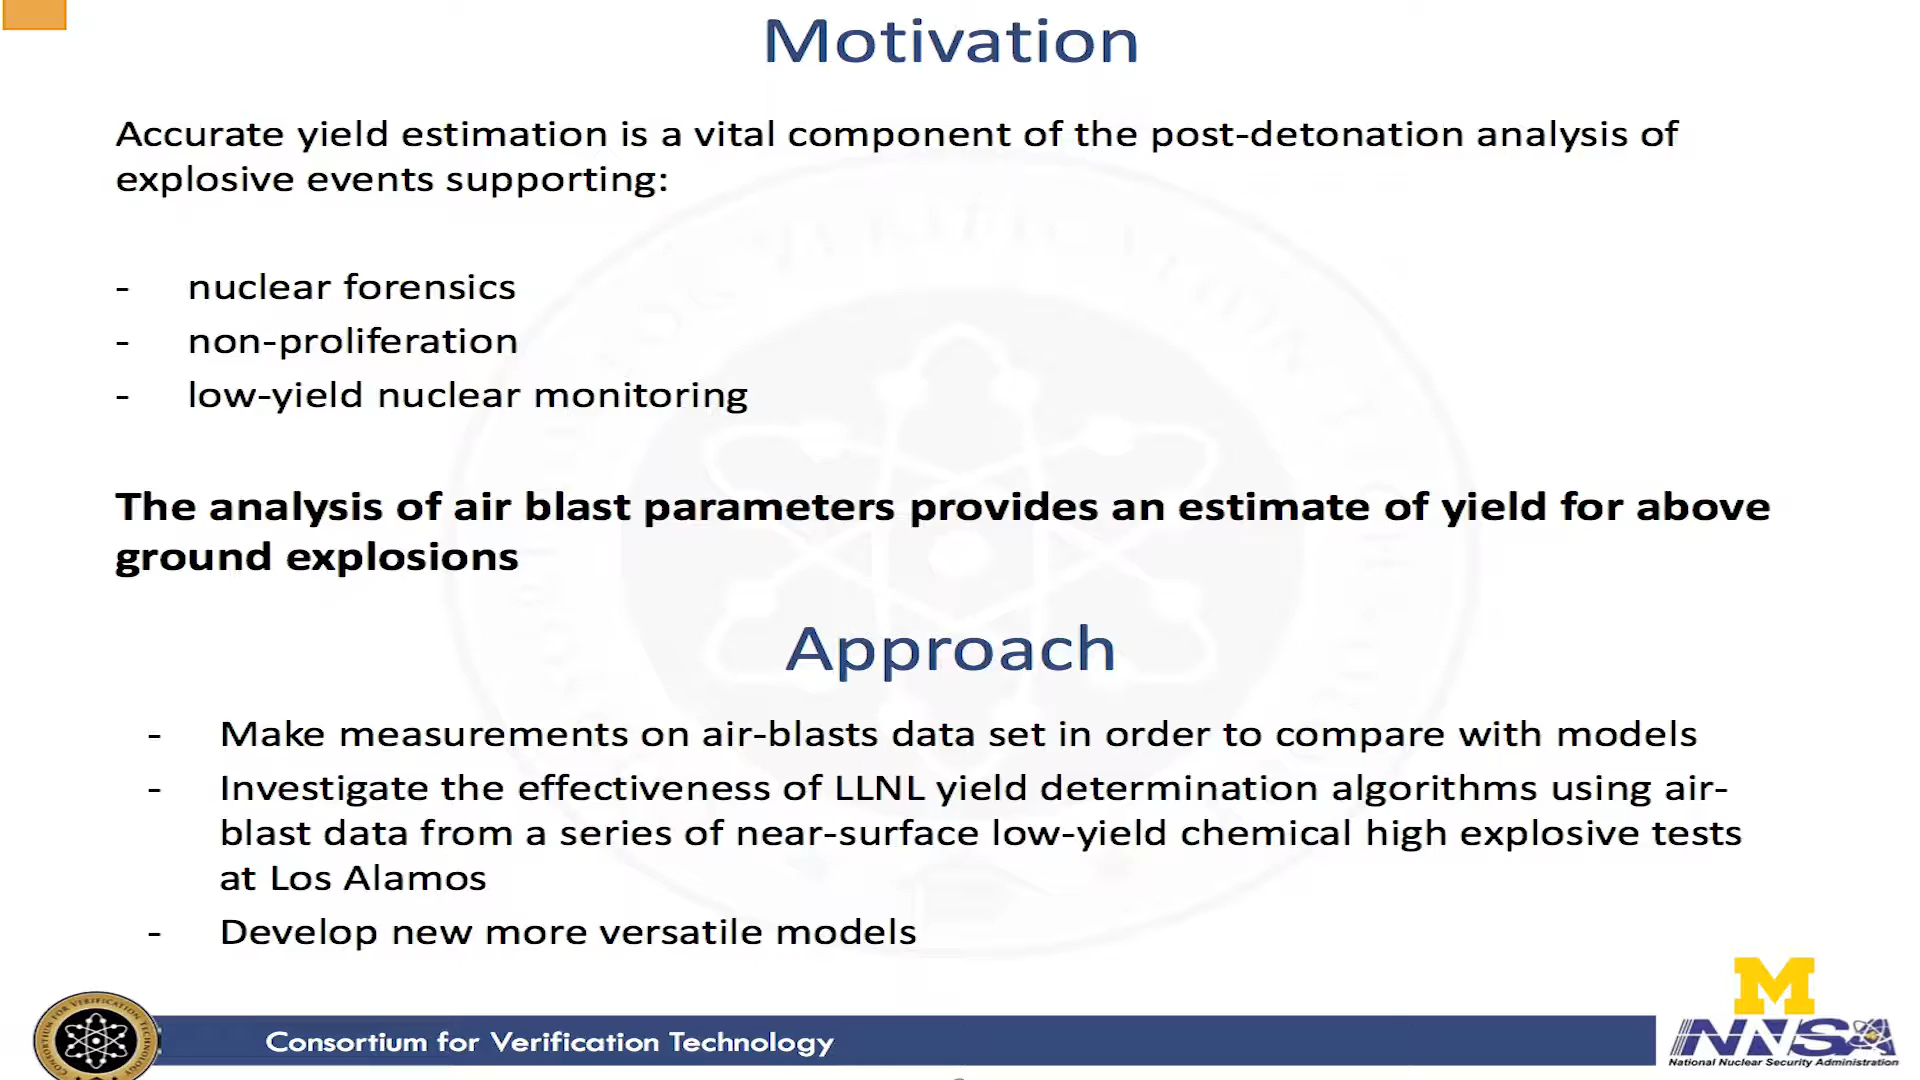 Motivation
Accurate yield estimation is a vital component of the post-detonation analysis of
explosive events supporting:
- nuclear forensics
- non-proliferation
- low-yield nuclear monitoring
The analysis of air blast parameters provides an estimate of yield for above
ground explosions
Approach
- Make measurements on air-blasts data set in order to compare with models
- Investigate the effectiveness of LLNL yield determination algorithms using air-
blast data from a series of near-surface low-yield chemical high explosive tests
at Los Alamos
- Develop new more versatile models
M
CONSORTIUM FOR VERIFICATION TECHNOLOGY
Consortium for Verification Technology
NNSA
National Nuclear Security Administration